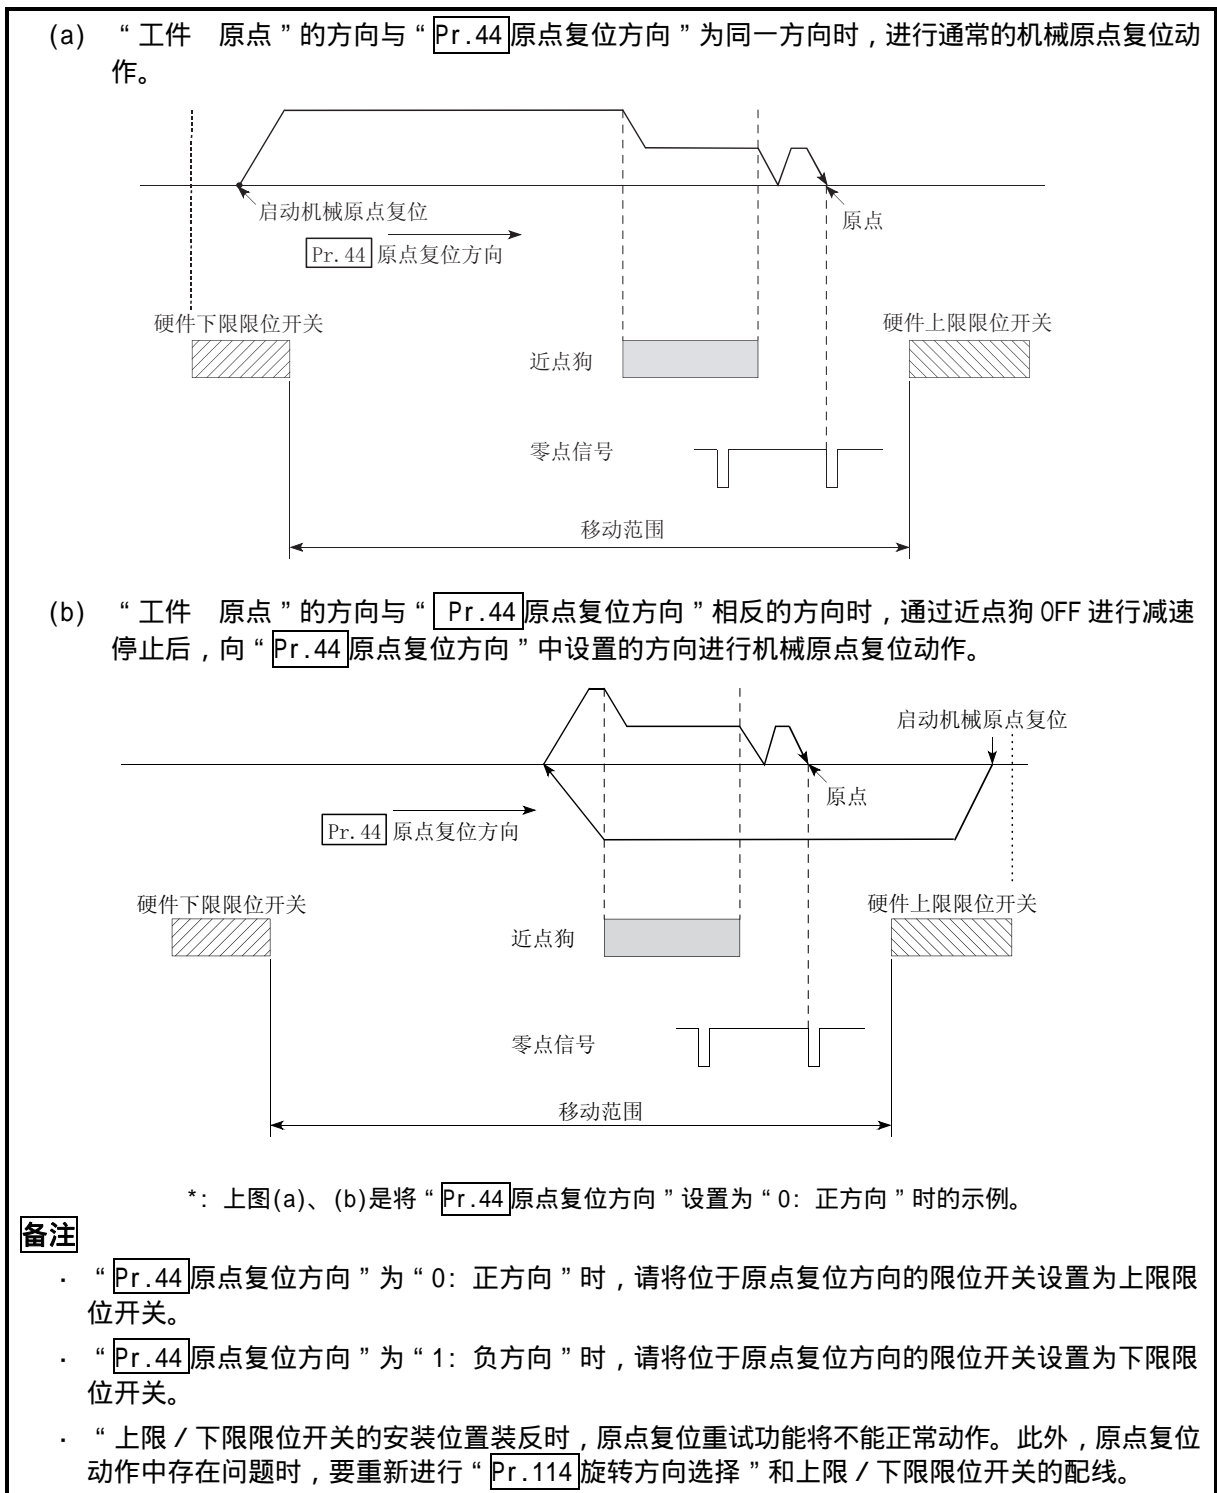 (a) “ 工件　原点 ” 的方向与 “ Pr.44 原点复位方向 ” 为同一方向时，进行通常的机械原点复位动
作。
启动机械原点复位
原点
Pr. 44 原点复位方向
硬件下限限位开关
硬件上限限位开关
近点狗
零点信号
移动范围
(b) “ 工件　原点 ” 的方向与 “ Pr.44 原点复位方向 ” 相反的方向时，通过近点狗 OFF 进行减速
停止后，向 “ Pr.44 原点复位方向 ” 中设置的方向进行机械原点复位动作。
启动机械原点复位
原点
Pr. 44 原点复位方向
硬件下限限位开关
硬件上限限位开关
近点狗
零点信号
移动范围
*: 上图(a)、(b)是将 “ Pr.44 原点复位方向 ” 设置为 “ 0: 正方向 ” 时的示例。
备注
· “ Pr.44 原点复位方向 ” 为 “ 0: 正方向 ” 时，请将位于原点复位方向的限位开关设置为上限限
位开关。
· “ Pr.44 原点复位方向 ” 为 “ 1: 负方向 ” 时，请将位于原点复位方向的限位开关设置为下限限
位开关。
· “ 上限 / 下限限位开关的安装位置装反时，原点复位重试功能将不能正常动作。此外，原点复位
动作中存在问题时，要重新进行 “ Pr.114 旋转方向选择 ” 和上限 / 下限限位开关的配线。